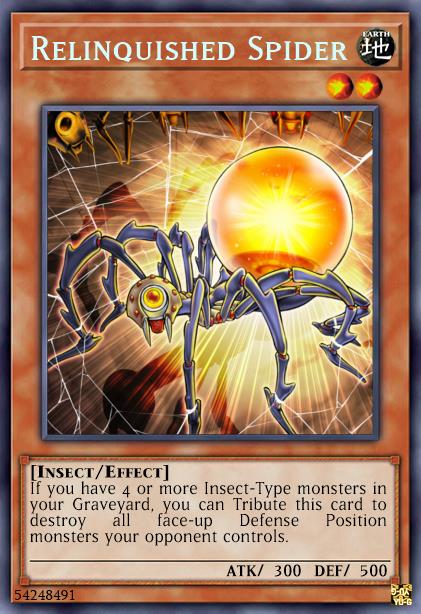 Relinquished Spider
EARTH
地
[Insect/Effect]
If you have 4 or more Insect-Type monsters in
your Graveyard, you can Tribute this card to
destroy all face-up Defense Position
monsters your opponent controls.
ATK/ 300 DEF/ 500
54248491